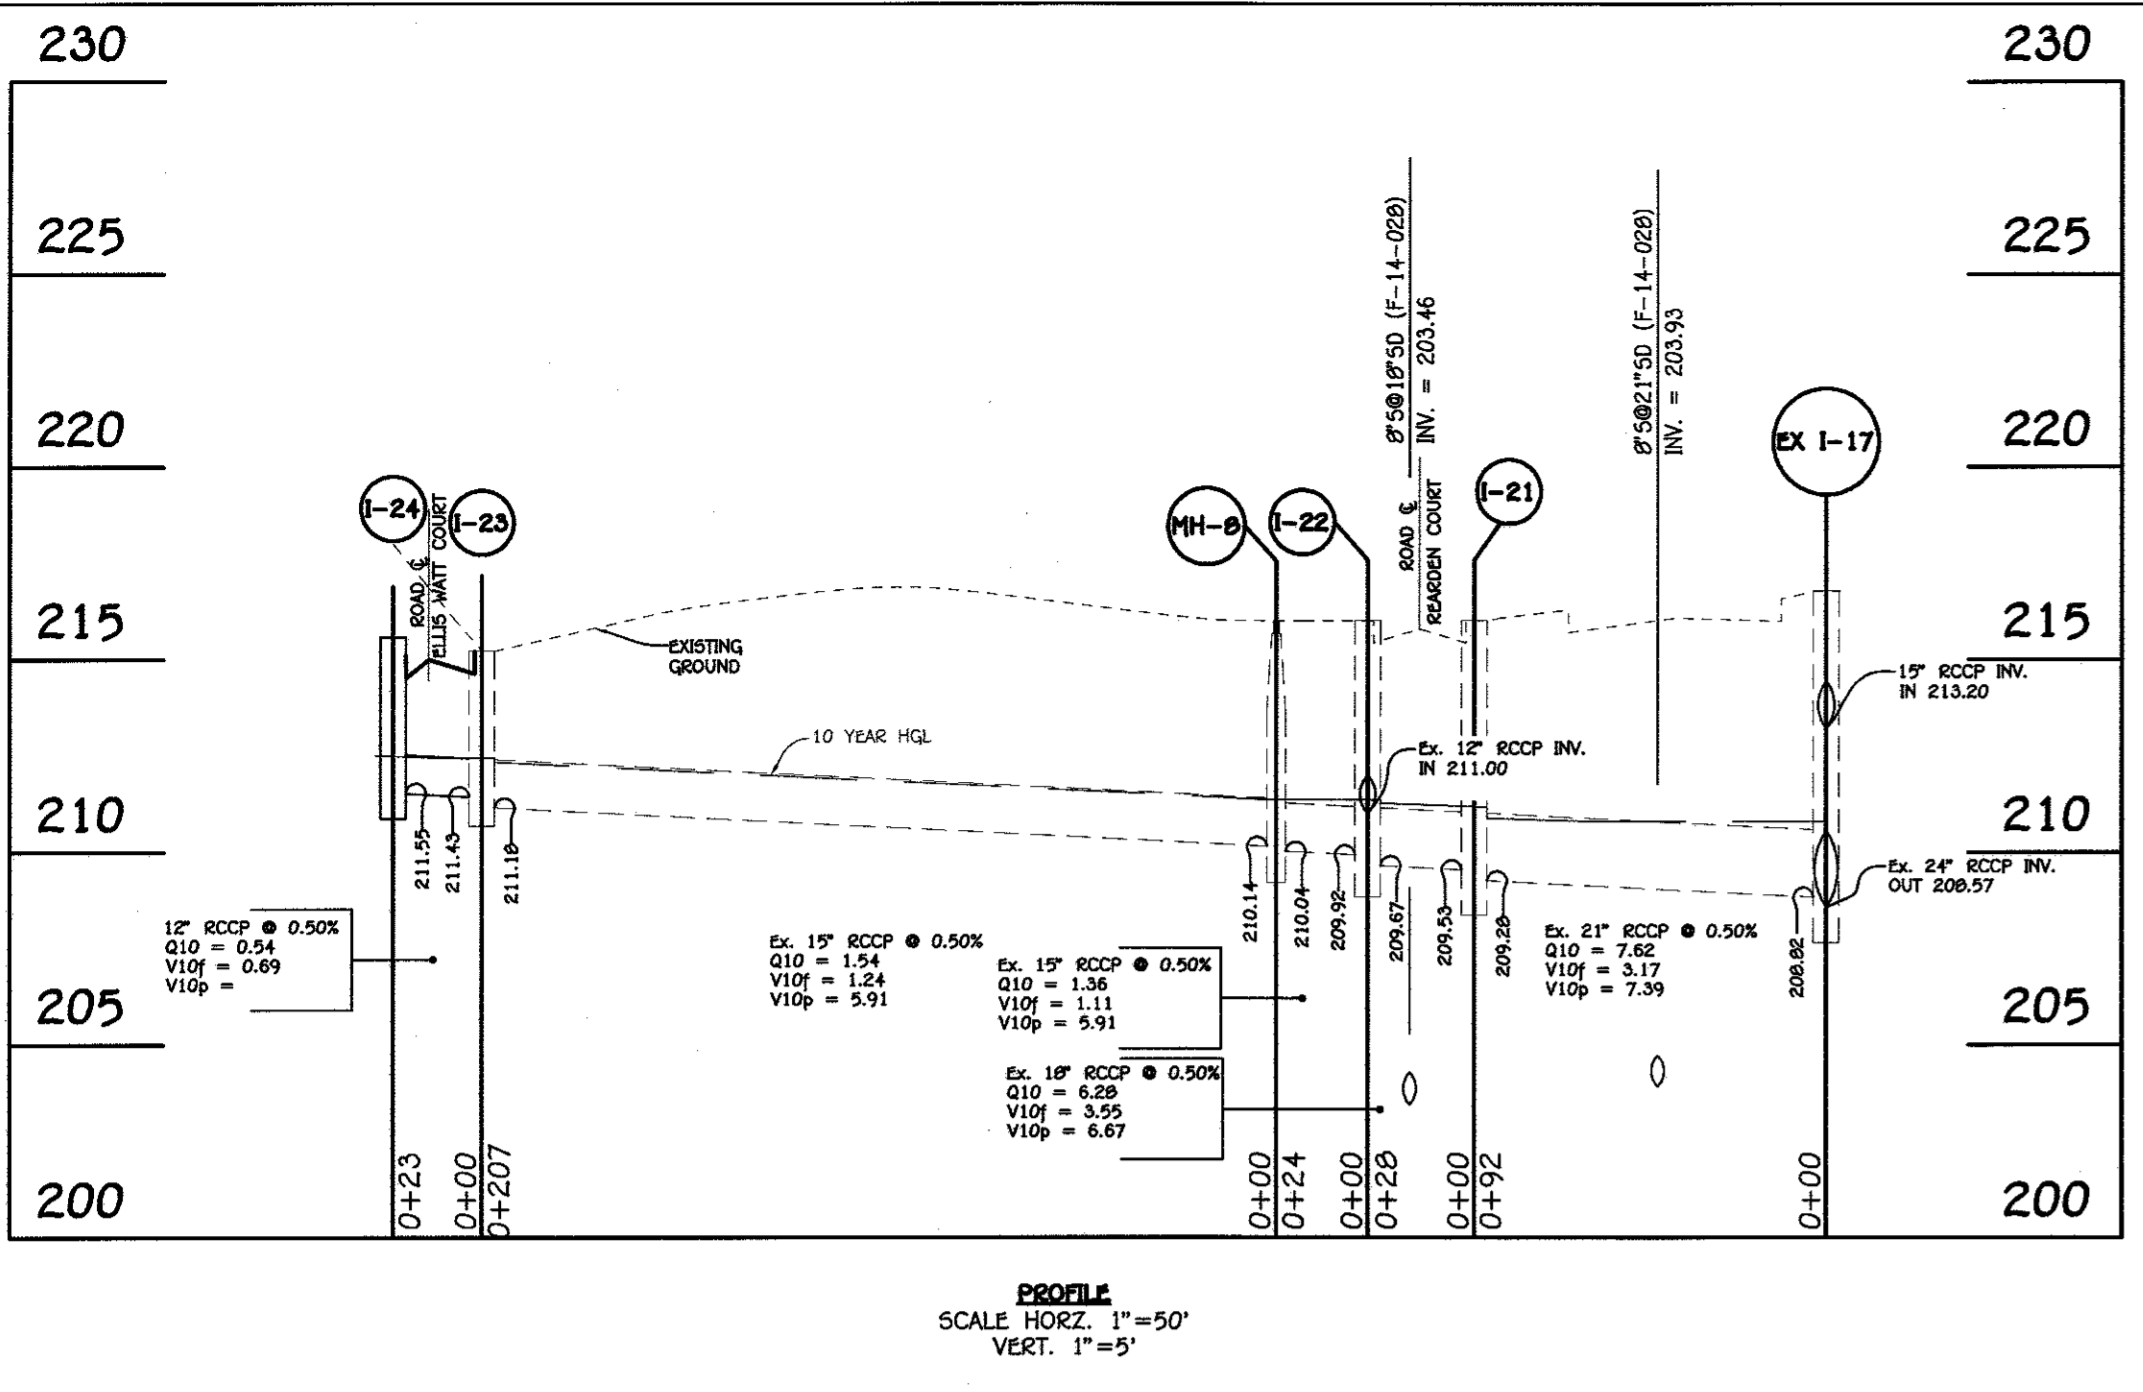 230
225
220
215
210
205
200
230
225
220
215
210
205
200
I-24
ROAD ℄
ELLIS WATT COURT
I-23
EXISTING
GROUND
10 YEAR HGL
MH-8
I-22
8"S@18"SD (F-14-028)
INV. = 203.46
ROAD ℄
REARDEN COURT
I-21
8"S@21"SD (F-14-028)
INV. = 203.93
EX I-17
15" RCCP INV.
IN 213.20
Ex. 12" RCCP INV.
IN 211.00
Ex. 24" RCCP INV.
OUT 208.57
211.55
211.43
211.18
210.14
210.04
209.92
209.67
209.53
209.28
208.82
12" RCCP @ 0.50%
Q10 = 0.54
V10f = 0.69
V10p =
Ex. 15" RCCP @ 0.50%
Q10 = 1.54
V10f = 1.24
V10p = 5.91
Ex. 15" RCCP @ 0.50%
Q10 = 1.36
V10f = 1.11
V10p = 5.91
Ex. 18" RCCP @ 0.50%
Q10 = 6.28
V10f = 3.55
V10p = 6.67
Ex. 21" RCCP @ 0.50%
Q10 = 7.62
V10f = 3.17
V10p = 7.39
0+23
0+00
0+207
0+00
0+24
0+00
0+28
0+00
0+92
0+00
PROFILE
SCALE HORZ. 1"=50'
VERT. 1"=5'